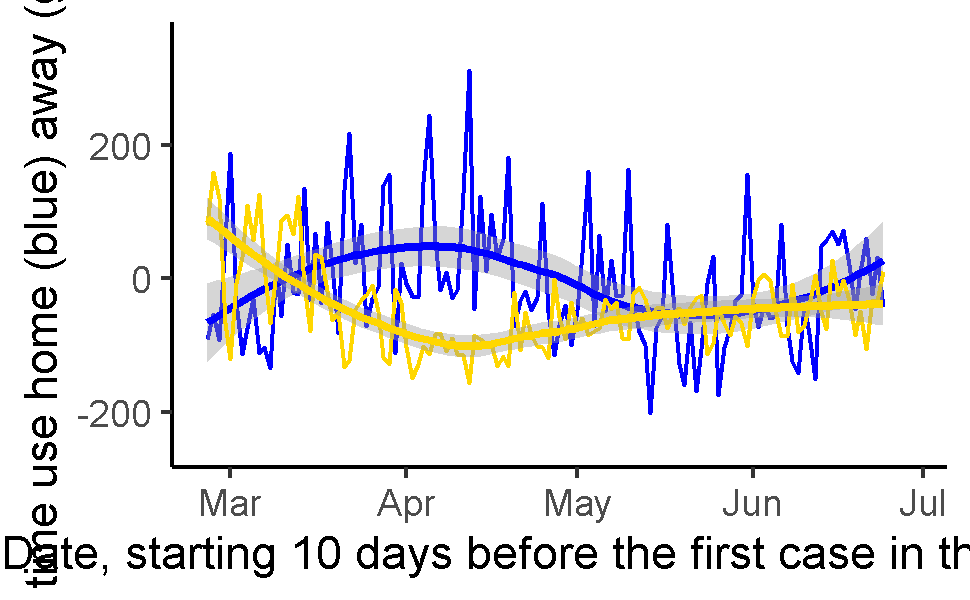 time use home (blue) away (
200
0
-200
Mar Apr May Jun Jul
Date, starting 10 days before the first case in th